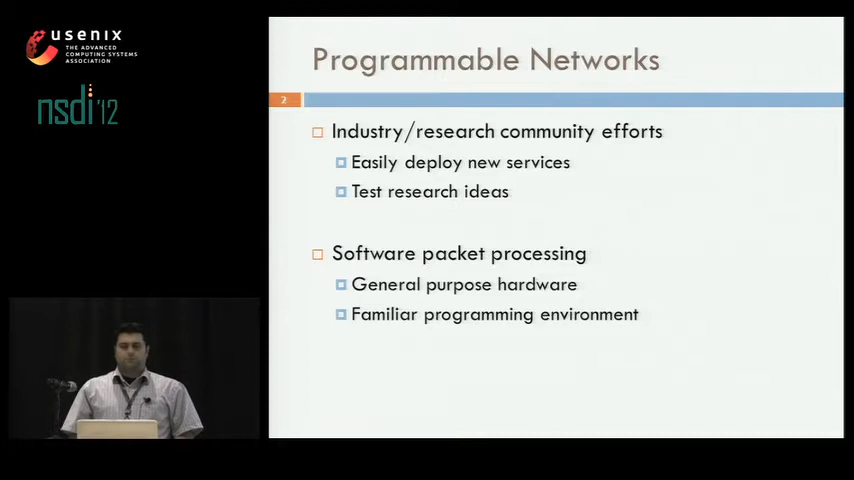 usenix
THE ADVANCED
COMPUTING SYSTEMS
ASSOCIATION
nsdi'12
Programmable Networks
2
Industry/research community efforts
Easily deploy new services
Test research ideas
Software packet processing
General purpose hardware
Familiar programming environment